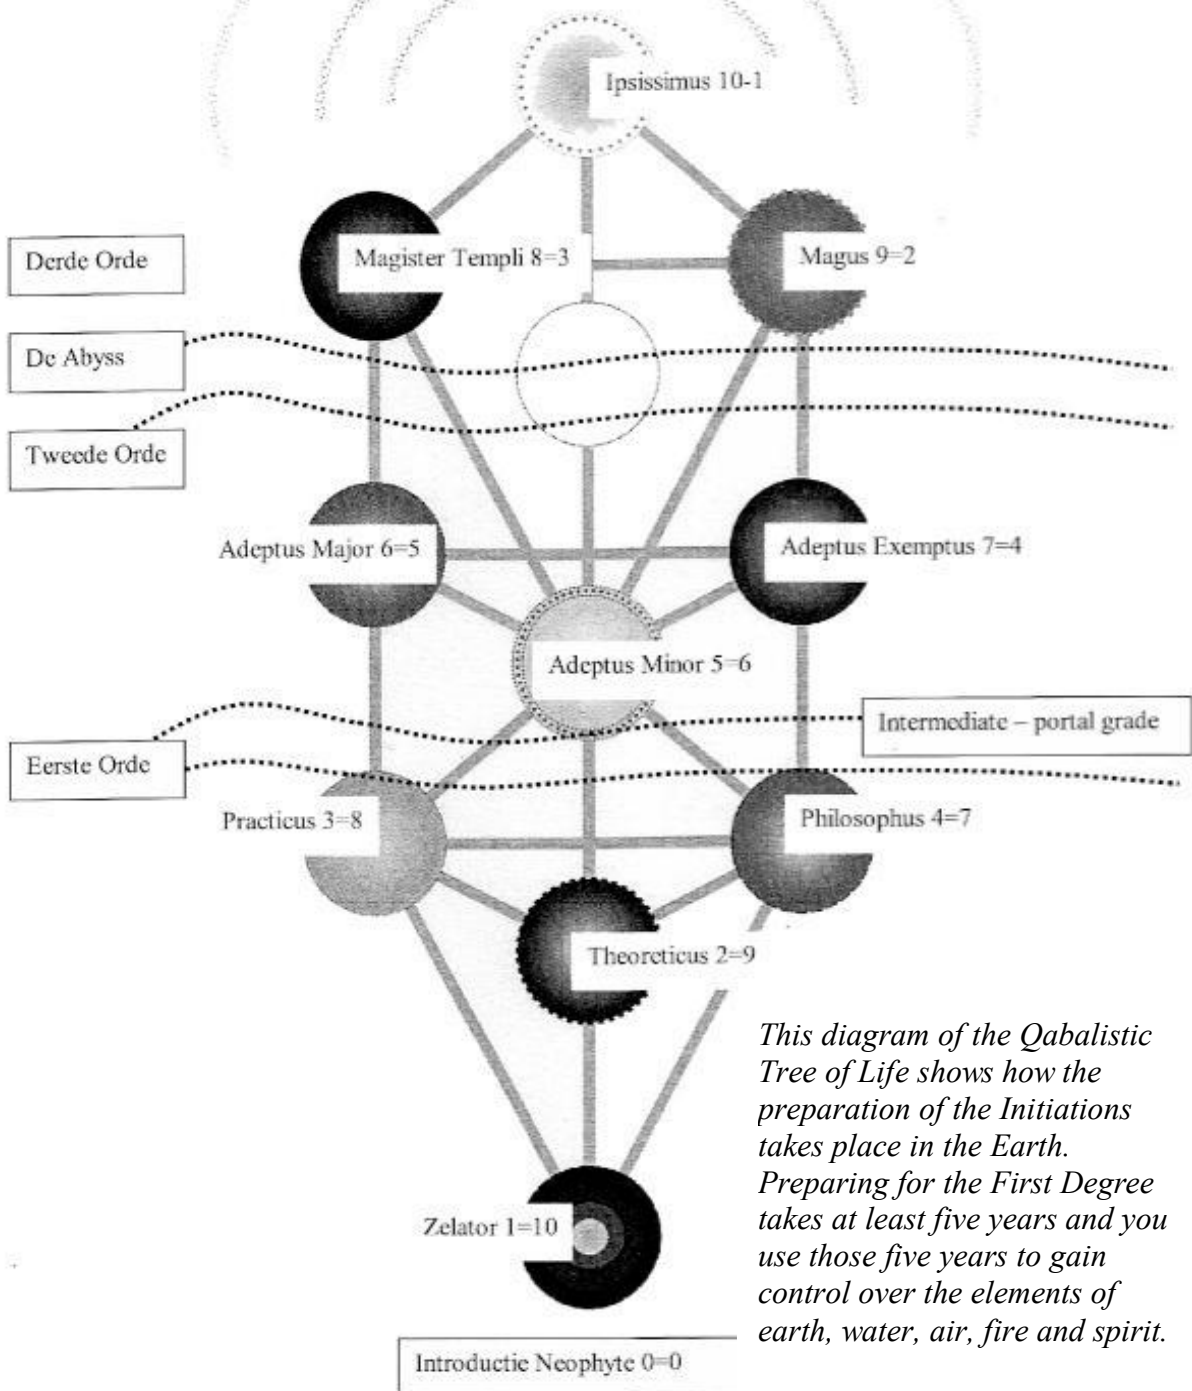 Ipsissimus 10-1
Magister Templi 8=3
Magus 9=2
Derde Orde
De Abyss
Tweede Orde
Adeptus Major 6=5
Adeptus Exemptus 7=4
Adeptus Minor 5=6
Intermediate – portal grade
Eerste Orde
Practicus 3=8
Philosophus 4=7
Theoreticus 2=9
This diagram of the Qabalistic
Tree of Life shows how the
preparation of the Initiations
takes place in the Earth.
Preparing for the First Degree
takes at least five years and you
use those five years to gain
control over the elements of
earth, water, air, fire and spirit.
Zelator 1=10
Introductie Neophyte 0=0